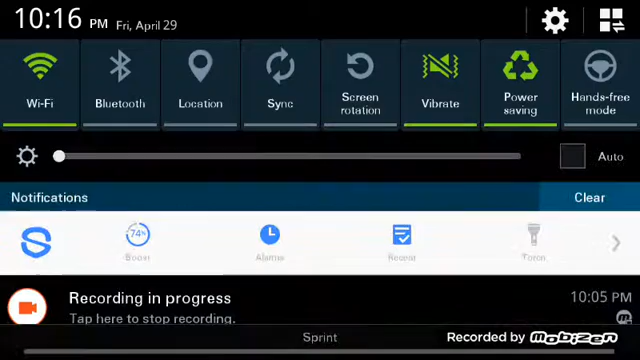 10:16 PM Fri, April 29
Wi-Fi
Bluetooth
Location
Sync
Screen
rotation
Vibrate
Power
saving
Hands-free
mode
Auto
Notifications
Clear
74%
Boost
Alarms
Repeat
Torch
Recording in progress
10:05 PM
Tap here to stop recording.
Sprint
Recorded by mobizen